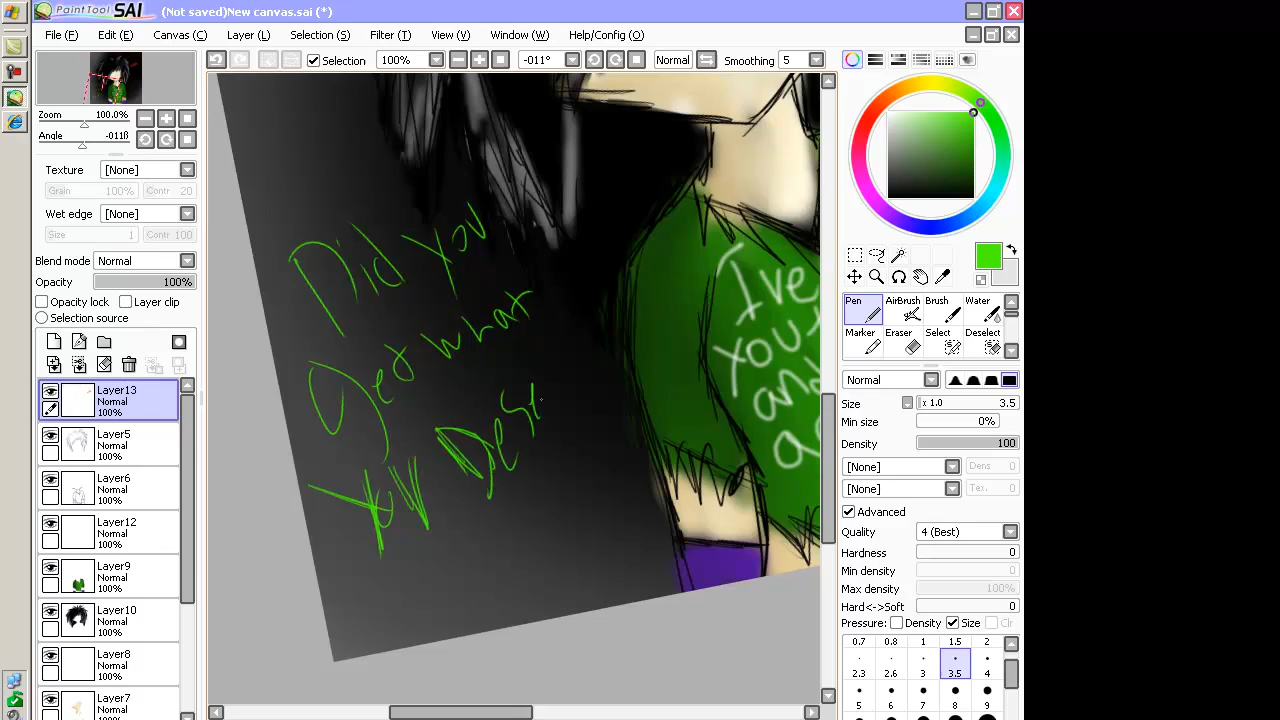 PaintTool SAI (Not saved)New canvas.sai (*)
File (F) Edit (E) Canvas (C) Layer (L) Selection (S) Filter (T) View (V) Window (W) Help/Config (O)
Selection 100% -011° Normal Smoothing 5
Zoom 100.0%
Angle -011ß
Texture [None]
Grain 100% Contr 20
Wet edge [None]
Size 1 Contr 100
Blend mode Normal
Opacity 100%
Opacity lock Layer clip
Selection source
Layer13
Normal
100%
Layer5
Normal
100%
Layer6
Normal
100%
Layer12
Normal
100%
Layer9
Normal
100%
Layer10
Normal
100%
Layer8
Normal
100%
Layer7
Normal
Did You
Get what
You Des
I've
and
Pen AirBrush Brush Water
Marker Eraser Select Deselect
Normal
Size x 1.0 3.5
Min size 0%
Density 100
[None] Dens 0
[None] Tex. 0
Advanced
Quality 4 (Best)
Hardness 0
Min density 0
Max density 100%
Hard<->Soft 0
Pressure: Density Size Clr
0.7 0.8 1 1.5 2
2.3 2.6 3 3.5 4
5 6 7 8 9